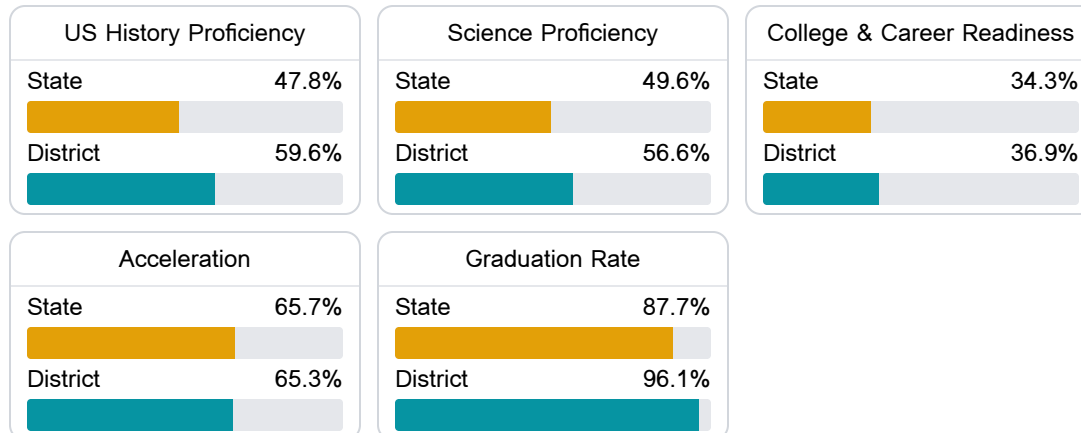 US History Proficiency
State 47.8%
District 59.6%
Science Proficiency
State 49.6%
District 56.6%
College & Career Readiness
State 34.3%
District 36.9%
Acceleration
State 65.7%
District 65.3%
Graduation Rate
State 87.7%
District 96.1%